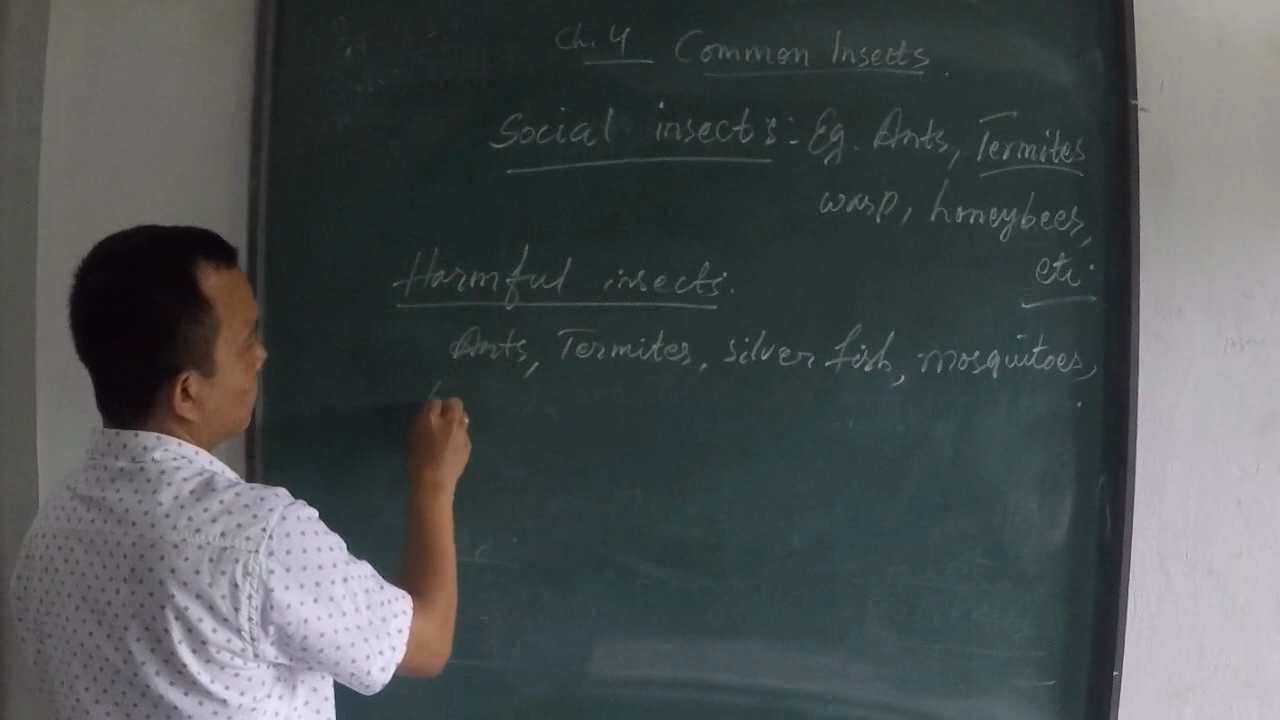 Ch. 4 Common Insects.
Social insects:- Eg. Ants, Termites
wasp, honeybees,
etc.
Harmful insects.
Ants, Termites, silver fish, mosquitoes,